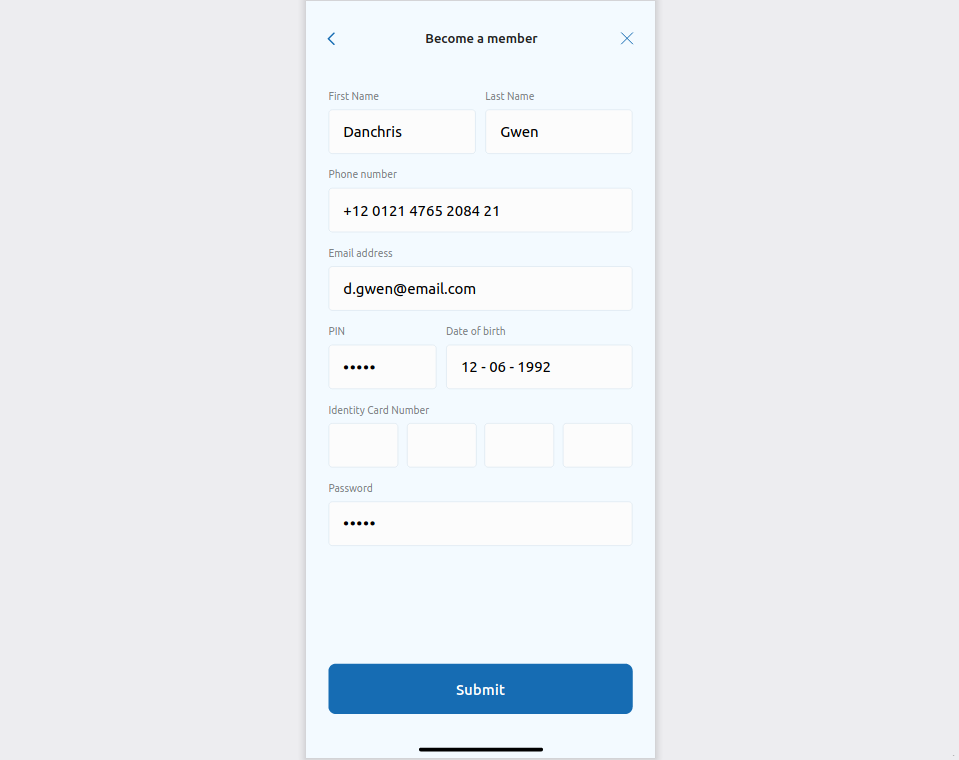 Become a member
First Name Last Name
Danchris Gwen
Phone number
+12 0121 4765 2084 21
Email address
d.gwen@email.com
PIN Date of birth
••••• 12 - 06 - 1992
Identity Card Number
Password
•••••
Submit